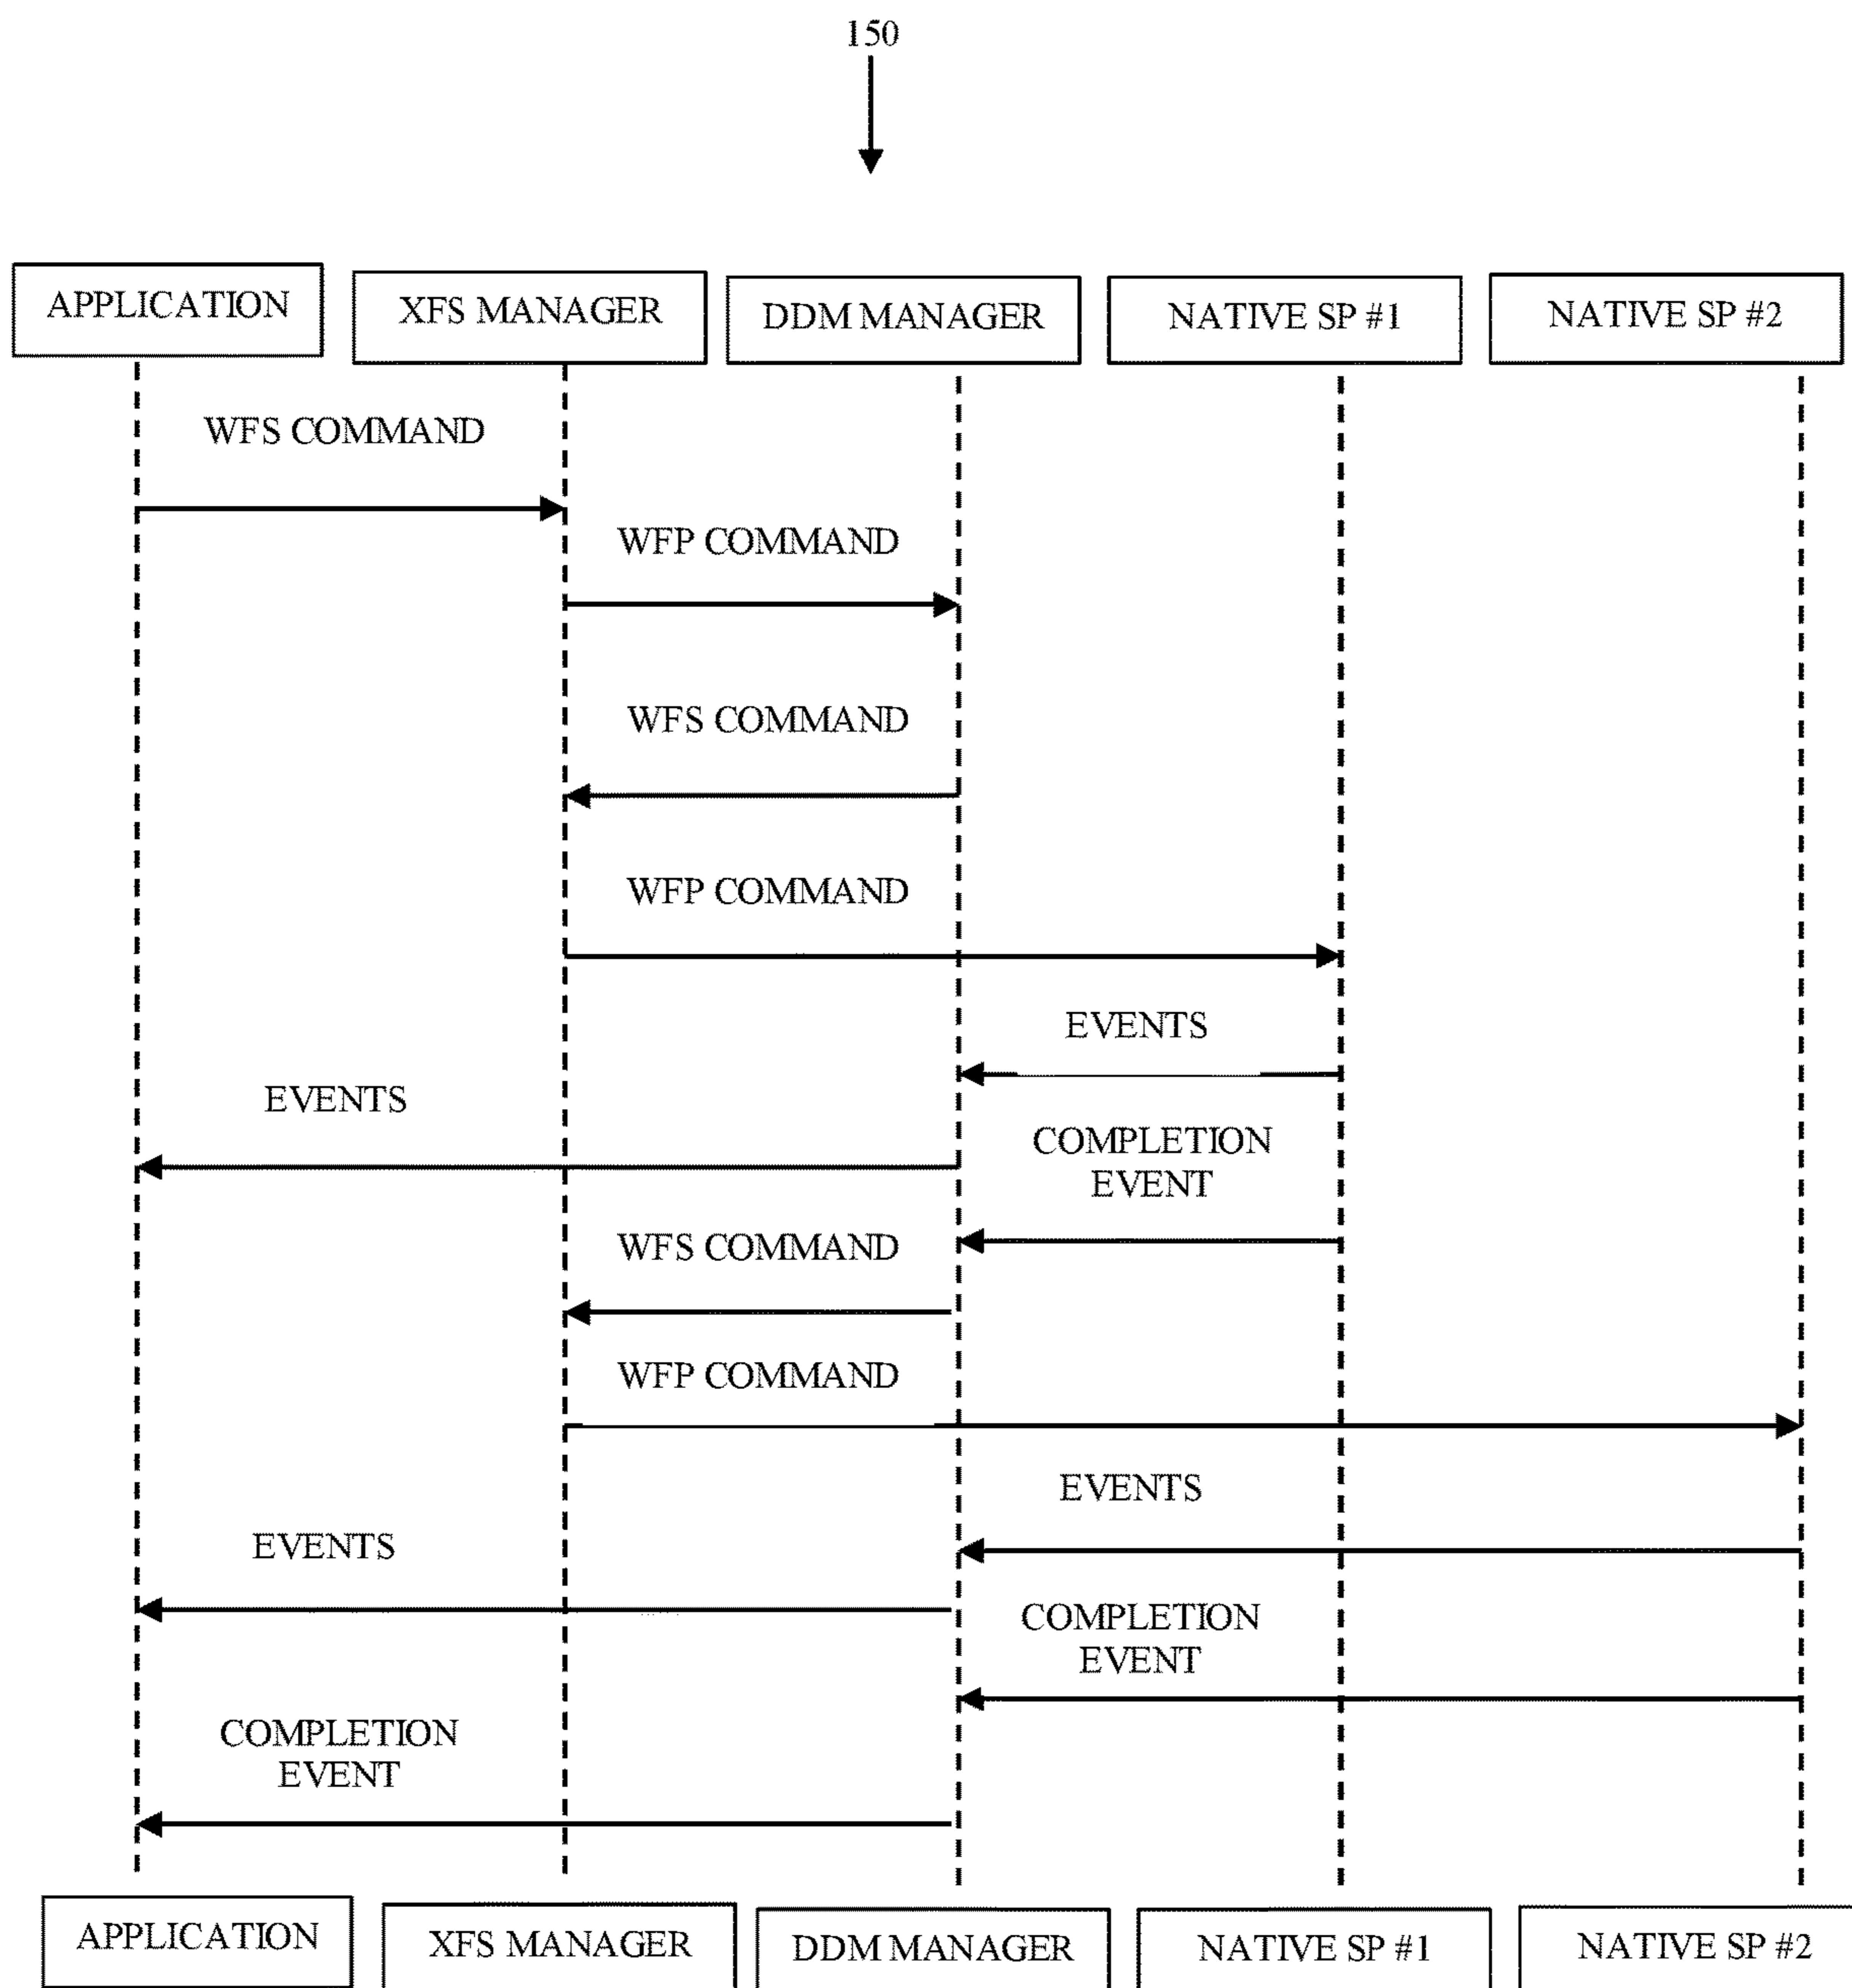 150
APPLICATION
XFS MANAGER
DDM MANAGER
NATIVE SP #1
NATIVE SP #2
WFS COMMAND
WFP COMMAND
WFS COMMAND
WFP COMMAND
EVENTS
EVENTS
COMPLETION
EVENT
WFS COMMAND
WFP COMMAND
EVENTS
EVENTS
COMPLETION
EVENT
COMPLETION
EVENT
APPLICATION
XFS MANAGER
DDM MANAGER
NATIVE SP #1
NATIVE SP #2